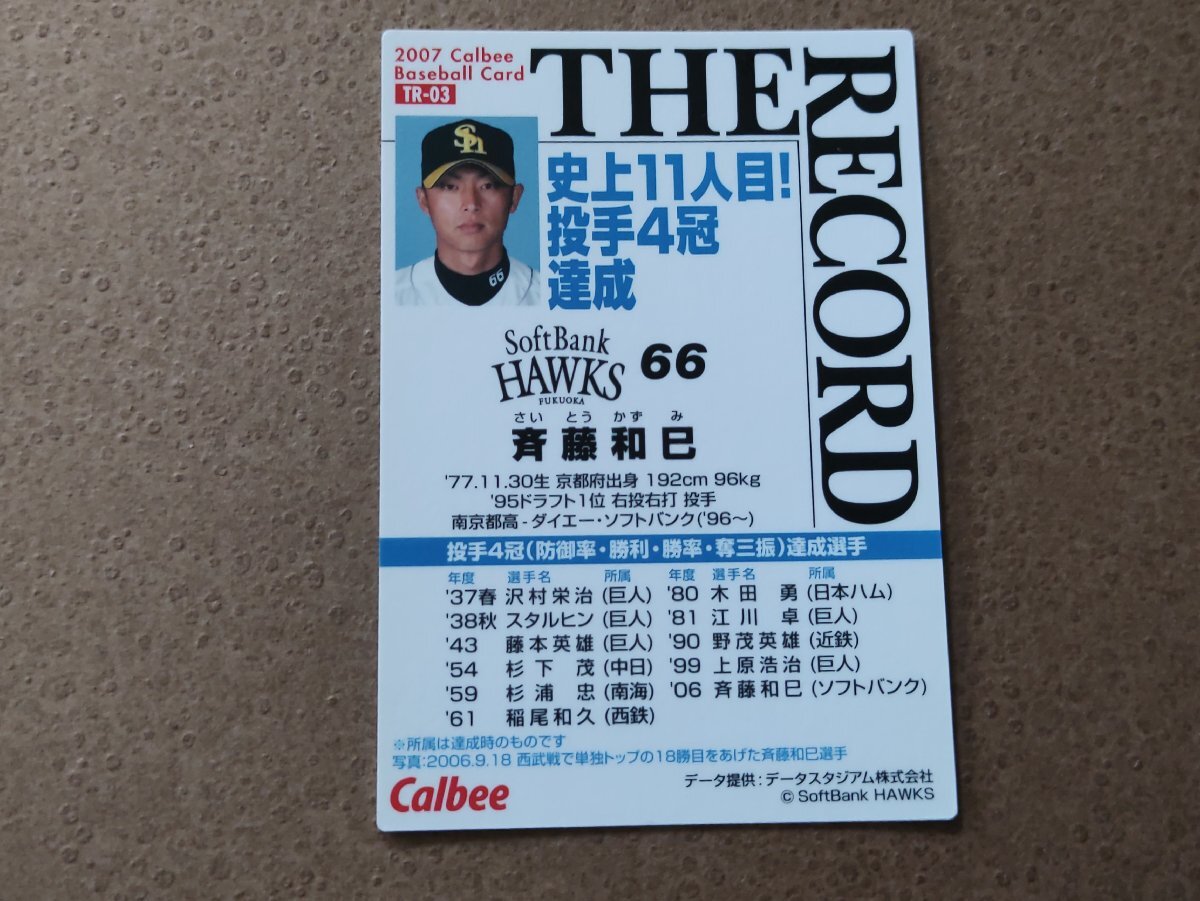 2007 Calbee
Baseball Card
TR-03
THE
RECORD
史上11人目!
投手4冠
達成
66
SoftBank
HAWKS
FUKUOKA
66
さい とう かず み
斉藤和巳
'77.11.30生 京都府出身 192cm 96kg
'95ドラフト1位 右投右打 投手
南京都高-ダイエー・ソフトバンク('96〜)
投手4冠(防御率・勝利・勝率・奪三振)達成選手
年度 選手名 所属 年度 選手名 所属
'37春 沢村栄治 (巨人) '80 木田 勇 (日本ハム)
'38秋 スタルヒン (巨人) '81 江川 卓 (巨人)
'43 藤本英雄 (巨人) '90 野茂英雄 (近鉄)
'54 杉下 茂 (中日) '99 上原浩治 (巨人)
'59 杉浦 忠 (南海) '06 斉藤和巳 (ソフトバンク)
'61 稲尾和久 (西鉄)
※所属は達成時のものです
写真:2006.9.18 西武戦で単独トップの18勝目をあげた斉藤和巳選手
Calbee
データ提供:データスタジアム株式会社
© SoftBank HAWKS